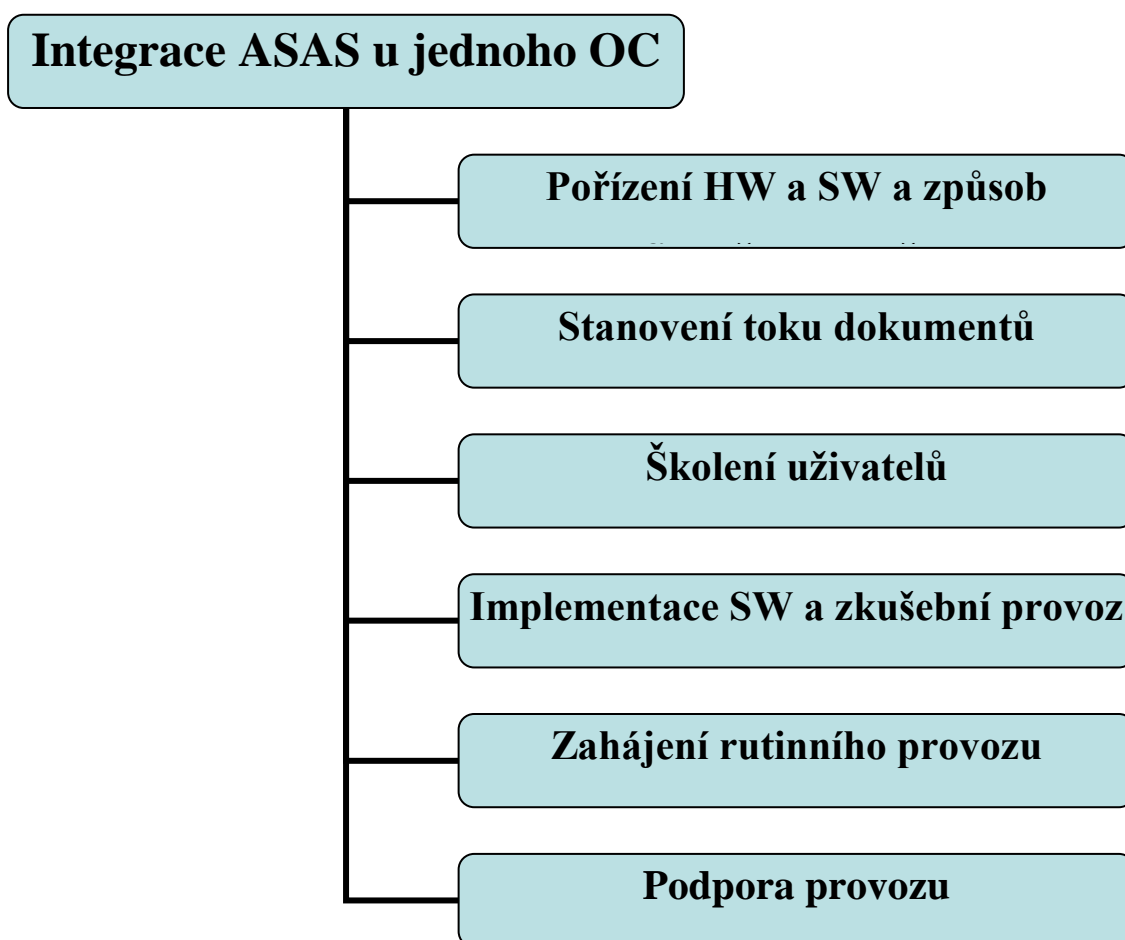 Integrace ASAS u jednoho OC
Pořízení HW a SW a způsob
Stanovení toku dokumentů
Školení uživatelů
Implementace SW a zkušební provoz
Zahájení rutinního provozu
Podpora provozu